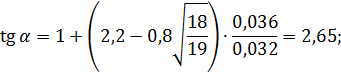 tg α = 1 + (2,2 − 0,8√(18/19)) · 0,036/0,032 = 2,65;